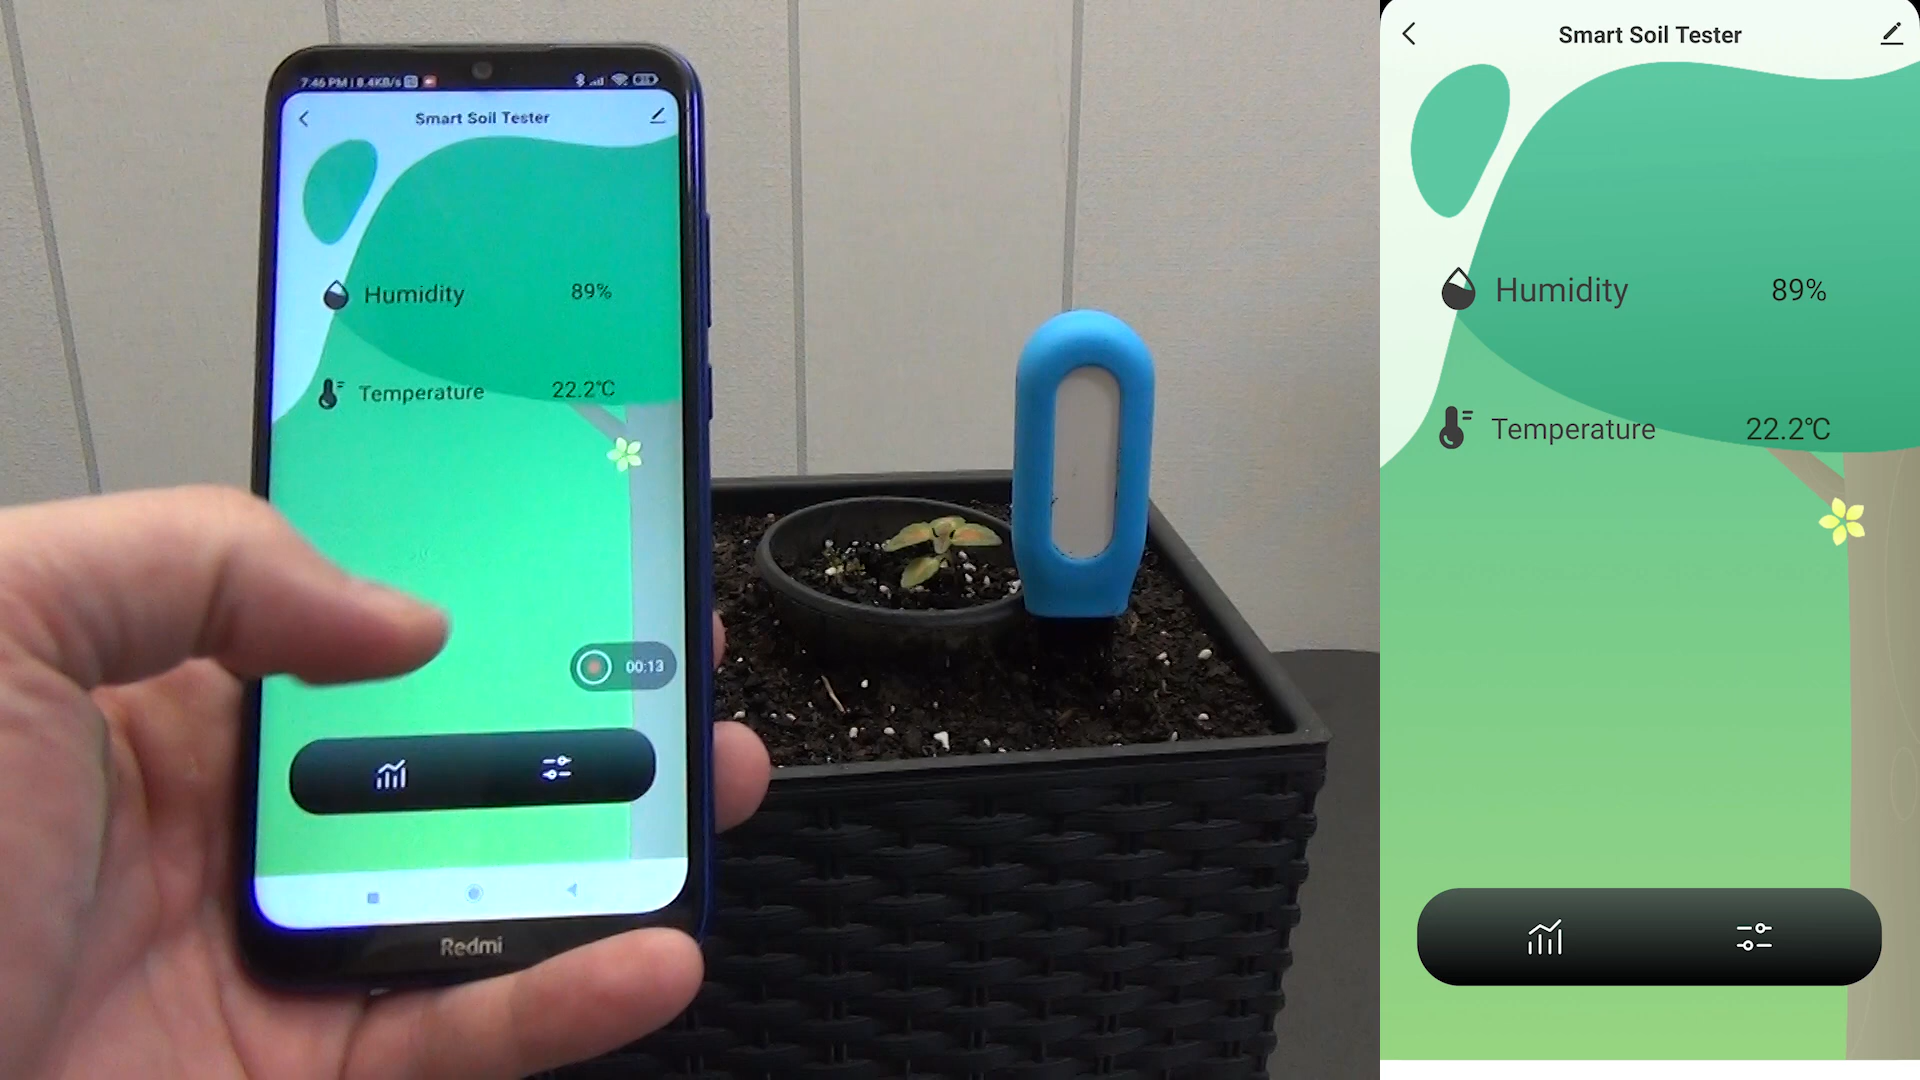 7:46 PM | 8.4KB/s
Smart Soil Tester
Humidity 89%
Temperature 22.2℃
00:13
Redmi
Smart Soil Tester
Humidity 89%
Temperature 22.2℃